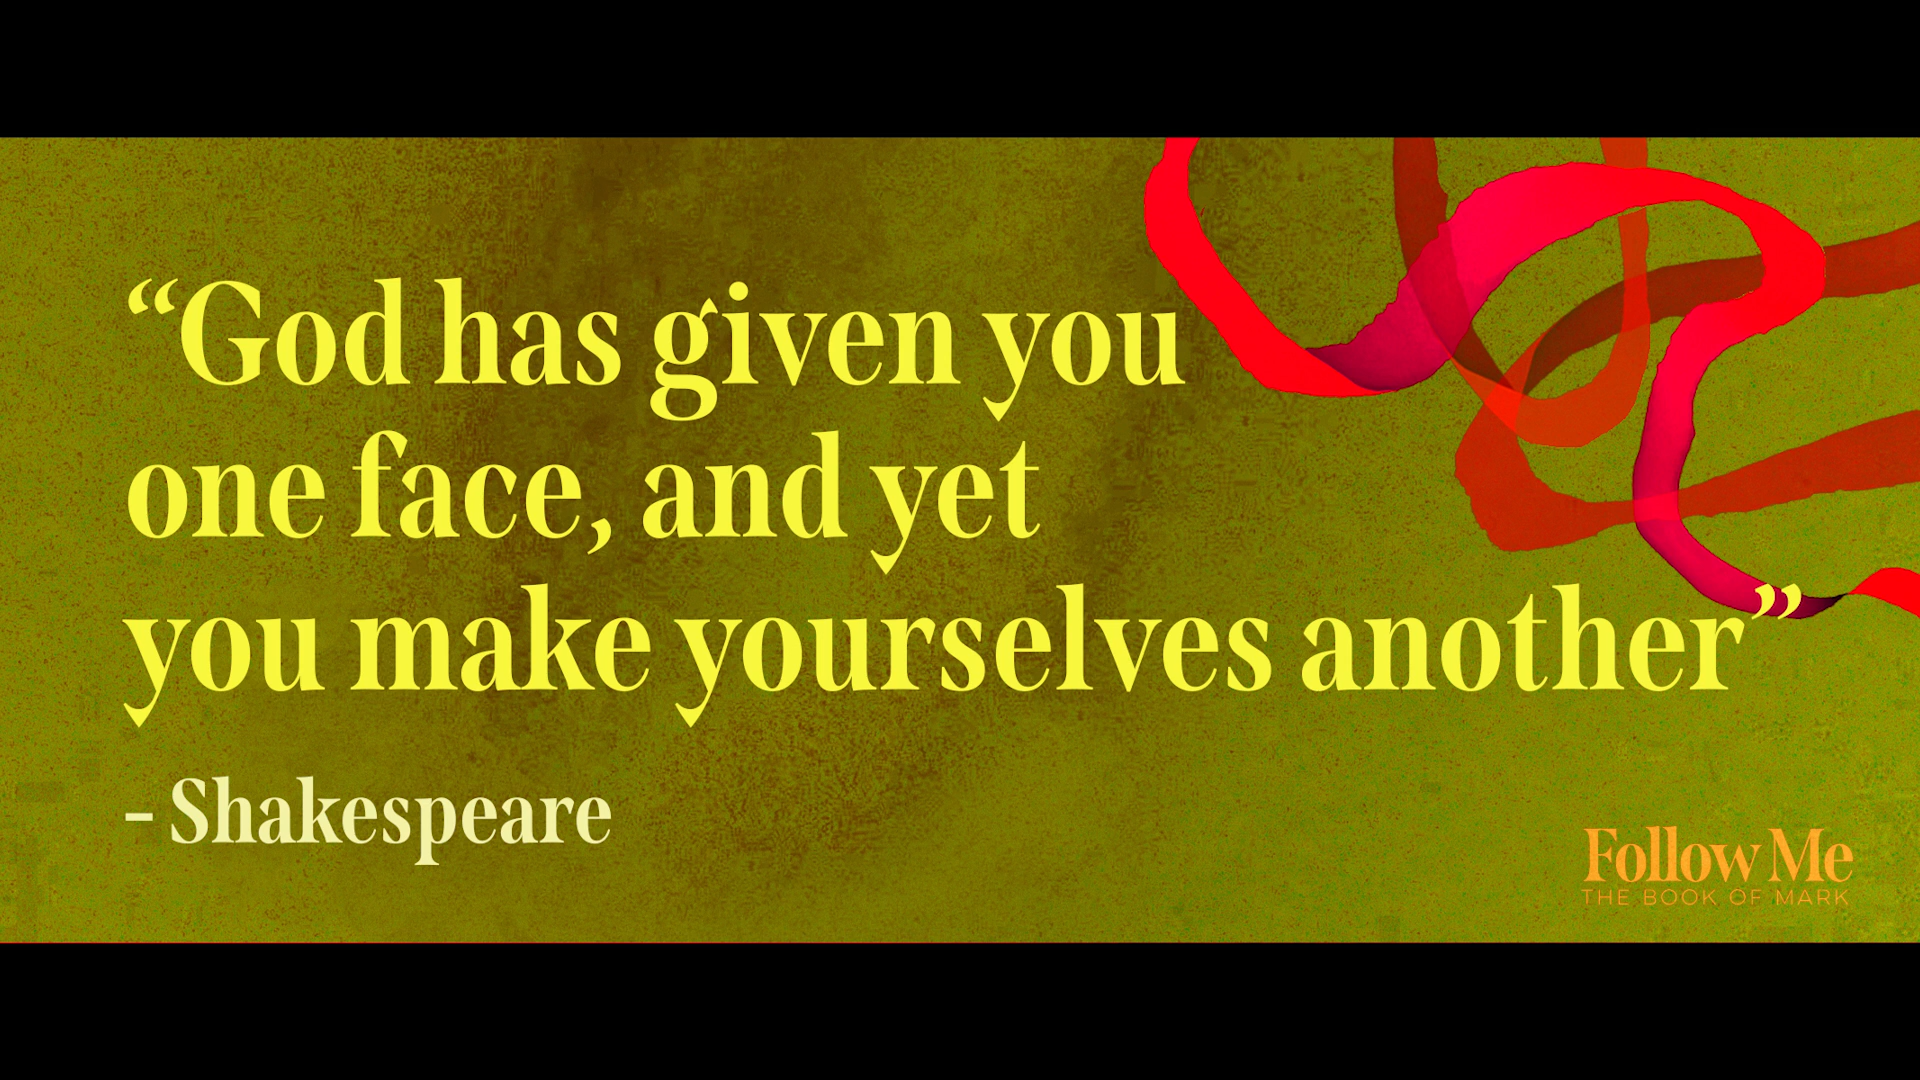 “God has given you
one face, and yet
you make yourselves another”
- Shakespeare
Follow Me
THE BOOK OF MARK